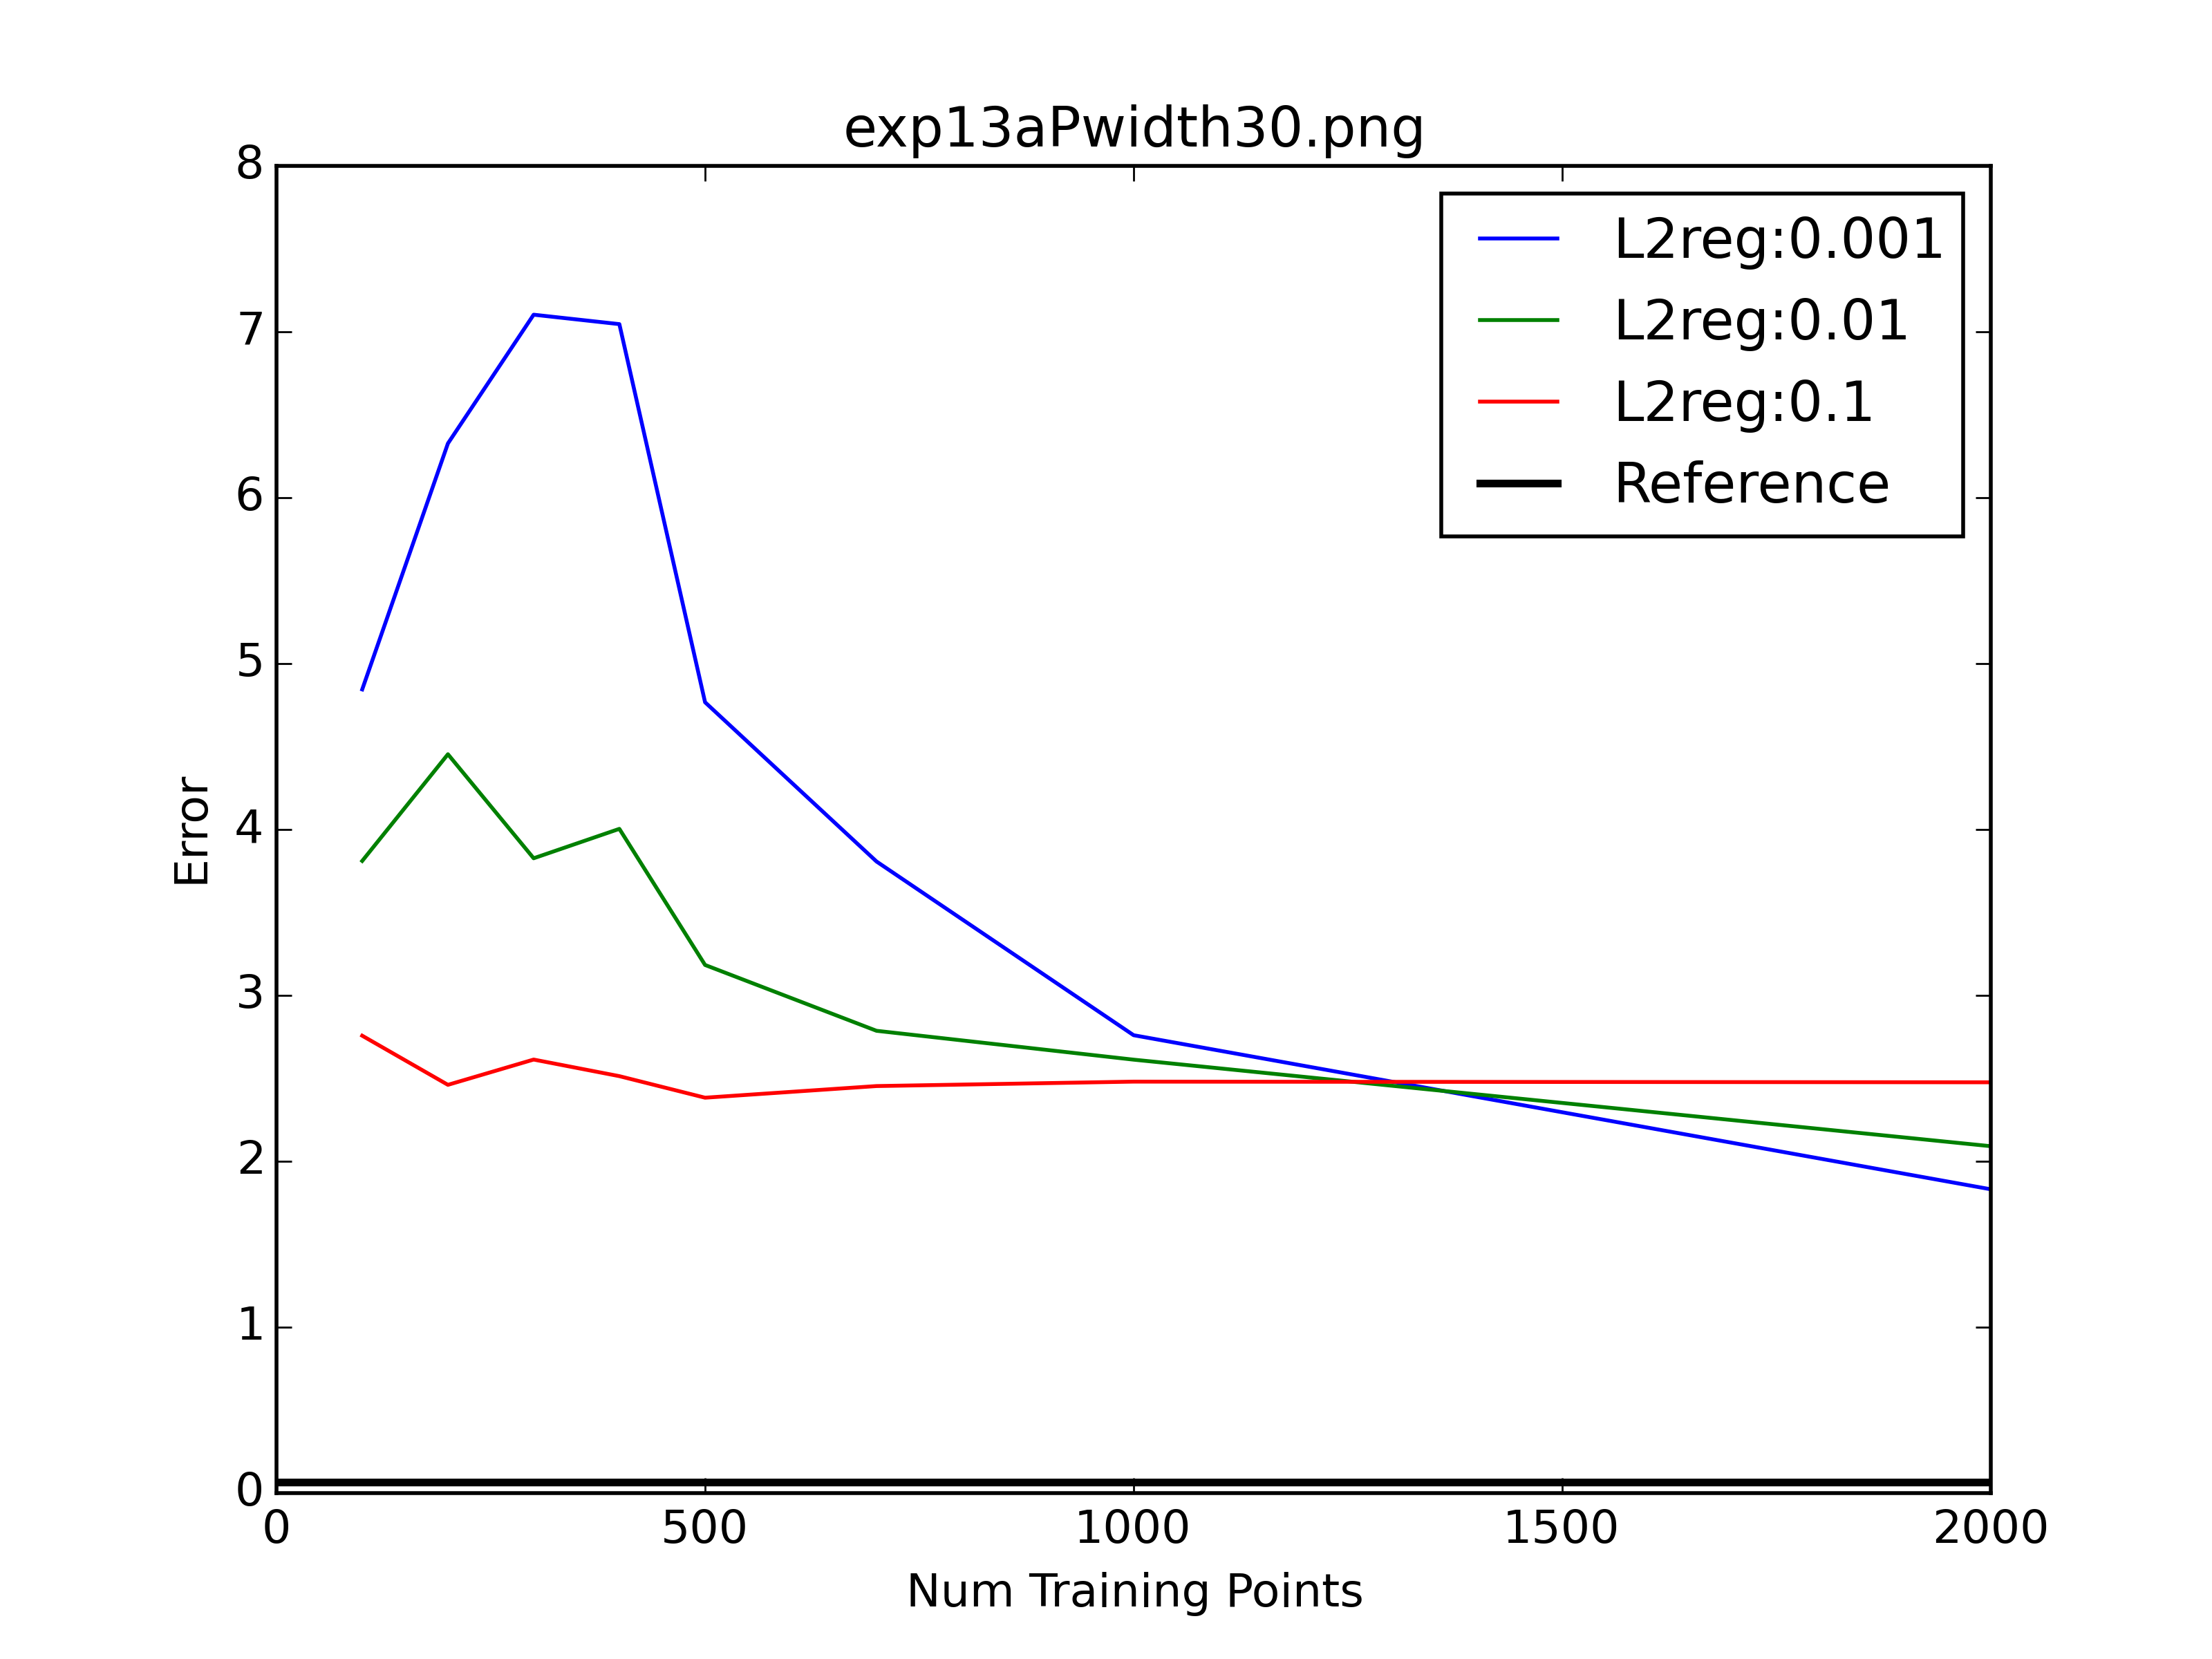 exp13aPwidth30.png
8
7
6
5
4
3
2
1
0
Error
L2reg:0.001
L2reg:0.01
L2reg:0.1
Reference
0 500 1000 1500 2000
Num Training Points